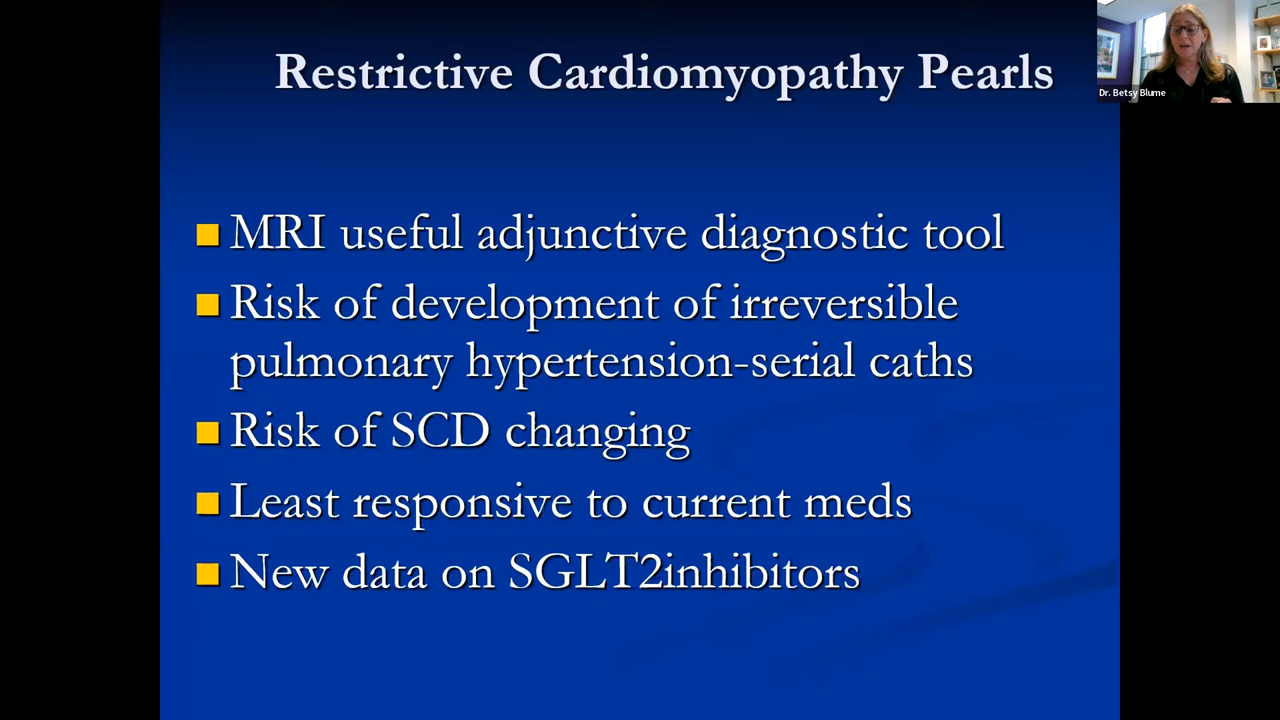 Restrictive Cardiomyopathy Pearls
Dr. Betsy Blume
MRI useful adjunctive diagnostic tool
Risk of development of irreversible
pulmonary hypertension-serial caths
Risk of SCD changing
Least responsive to current meds
New data on SGLT2inhibitors